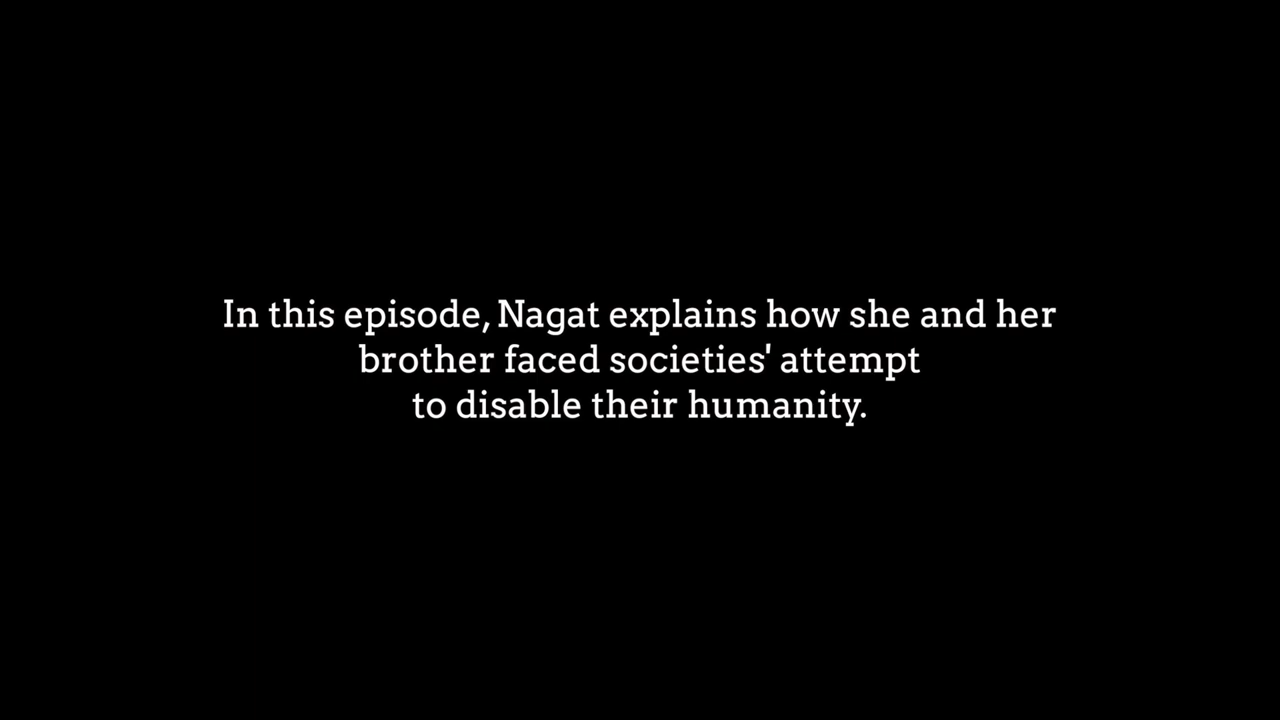 In this episode, Nagat explains how she and her
brother faced societies' attempt
to disable their humanity.